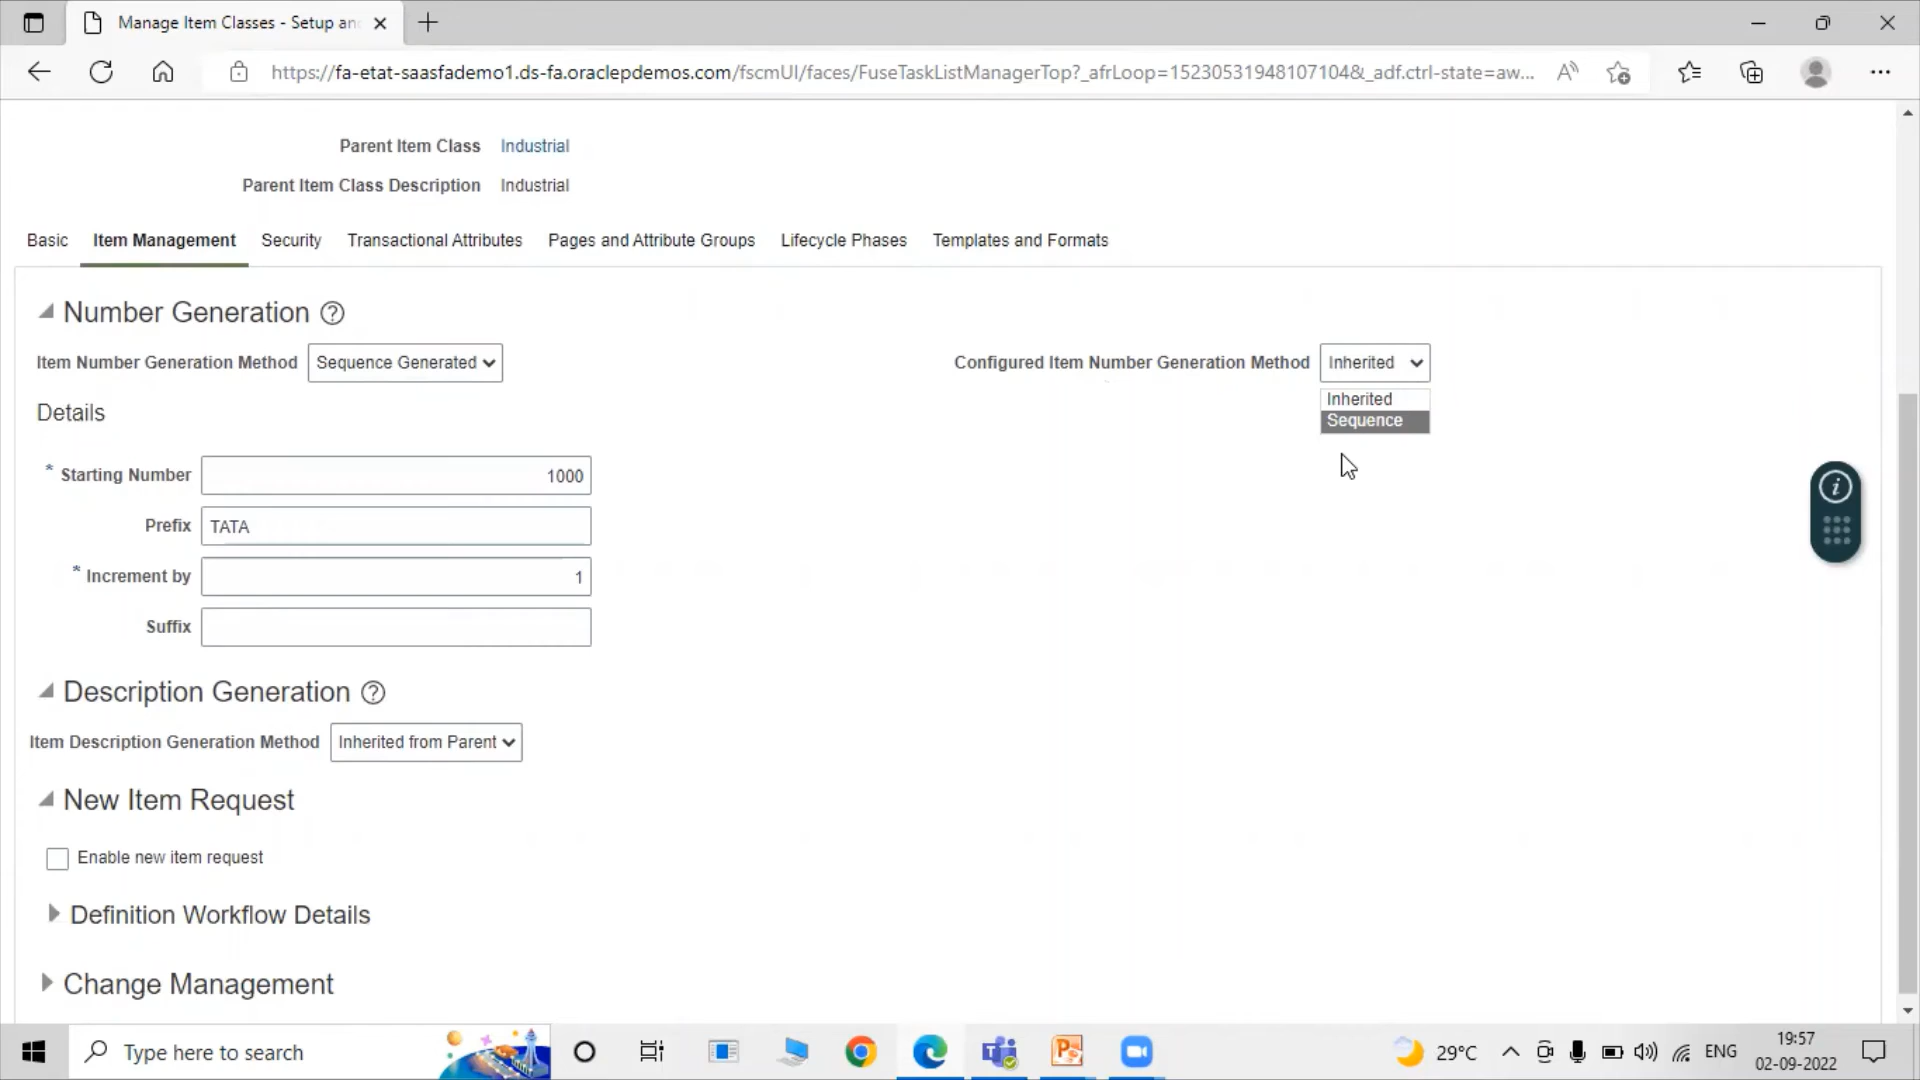 Manage Item Classes - Setup an
https://fa-etat-saasfademo1.ds-fa.oraclepdemos.com/fscmUI/faces/FuseTaskListManagerTop?_afrLoop=15230531948107104&_adf.ctrl-state=aw...
Parent Item Class Industrial
Parent Item Class Description Industrial
Basic Item Management Security Transactional Attributes Pages and Attribute Groups Lifecycle Phases Templates and Formats
Number Generation ?
Item Number Generation Method Sequence Generated Configured Item Number Generation Method Inherited
Inherited
Sequence
Details
* Starting Number 1000
Prefix TATA
* Increment by 1
Suffix
Description Generation ?
Item Description Generation Method Inherited from Parent
New Item Request
Enable new item request
Definition Workflow Details
Change Management
Type here to search
29°C ENG
19:57
02-09-2022